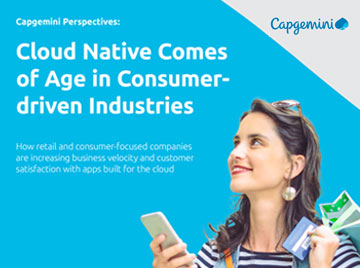 Capgemini Perspectives:
Capgemini
Cloud Native Comes
of Age in Consumer-
driven Industries
How retail and consumer-focused companies
are increasing business velocity and customer
satisfaction with apps built for the cloud